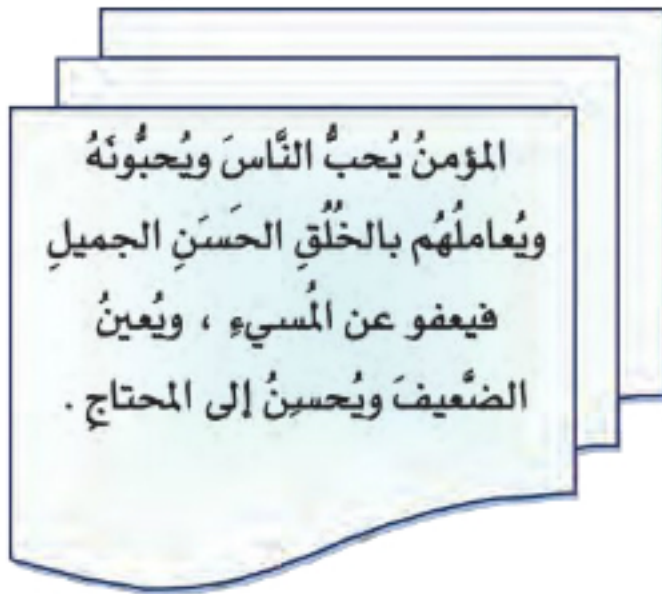 المؤمنُ يُحبُّ النَّاسَ ويُحبُّونَهُ
ويُعاملُهُم بالخُلُقِ الحَسَنِ الجميلِ
فيعفو عن المُسيءِ ، ويُعينُ
الضَّعيفَ ويُحسِنُ إلى المحتاجِ .